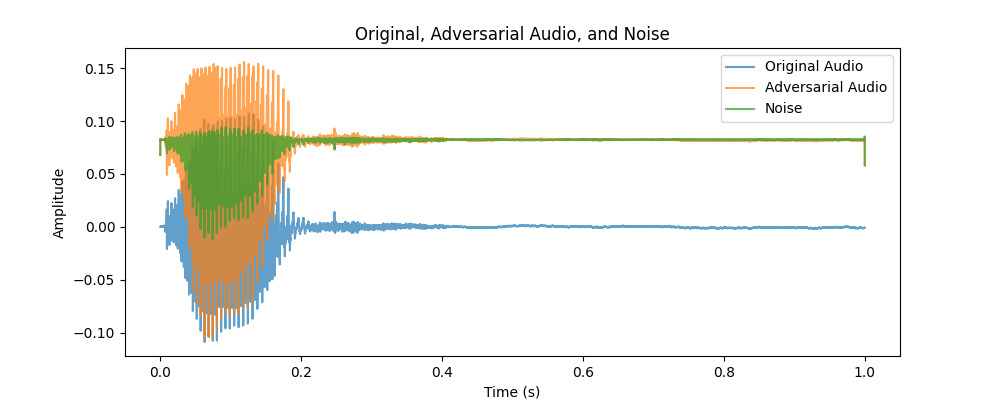 Original, Adversarial Audio, and Noise
Original Audio
Adversarial Audio
Noise
Amplitude
0.15
0.10
0.05
0.00
−0.05
−0.10
0.0 0.2 0.4 0.6 0.8 1.0
Time (s)